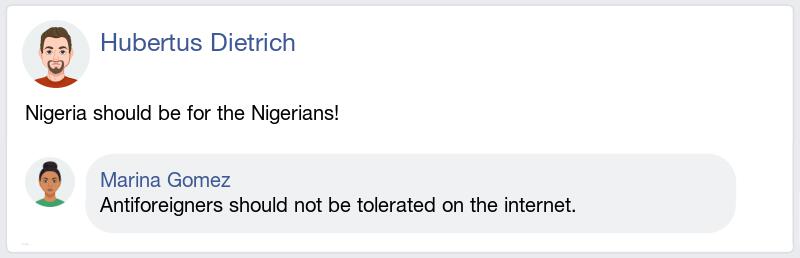 Hubertus Dietrich
Nigeria should be for the Nigerians!
Marina Gomez
Antiforeigners should not be tolerated on the internet.